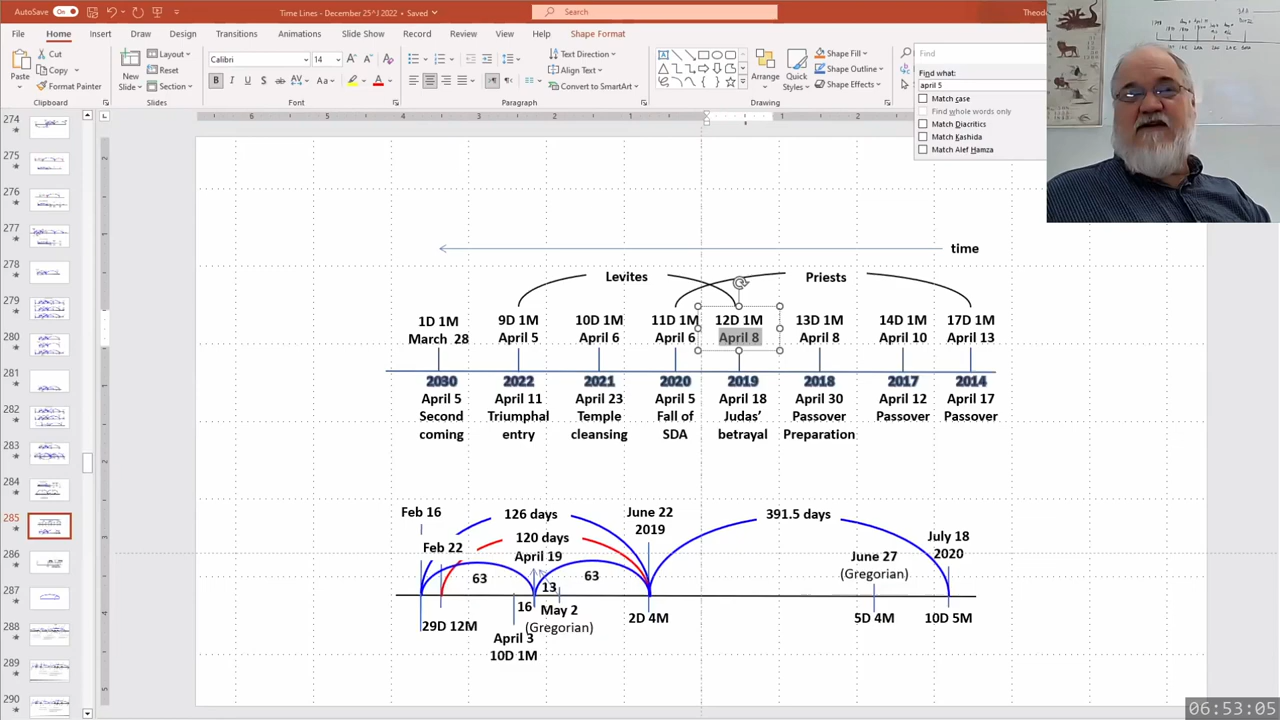 AutoSave On
Time Lines - December 25^J 2022 • Saved
Search
File Home Insert Draw Design Transitions Animations Slide Show Record Review View Help Shape Format
Paste
Cut
Copy
Format Painter
Clipboard
New
Slide
Layout
Reset
Section
Slides
Calibri 14
Font
Text Direction
Align Text
Convert to SmartArt
Paragraph
Arrange
Quick
Styles
Shape Fill
Shape Outline
Shape Effects
Drawing
Find
Find what:
april 5
Match case
Find whole words only
Match Diacritics
Match Kashida
Match Alef Hamza
274
275
276
277
278
279
280
281
282
283
284
285
286
287
288
289
290
time
Levites
Priests
1D 1M
March 28
9D 1M
April 5
10D 1M
April 6
11D 1M
April 6
12D 1M
April 8
13D 1M
April 8
14D 1M
April 10
17D 1M
April 13
2030
April 5
Second
coming
2022
April 11
Triumphal
entry
2021
April 23
Temple
cleansing
2020
April 5
Fall of
SDA
2019
April 18
Judas'
betrayal
2018
April 30
Passover
Preparation
2017
April 12
Passover
2014
April 17
Passover
Feb 16
126 days
June 22
2019
391.5 days
Feb 22
120 days
April 19
July 18
2020
June 27
(Gregorian)
63
63
13
16
May 2
(Gregorian)
29D 12M
April 3
10D 1M
2D 4M
5D 4M
10D 5M
06:53:05